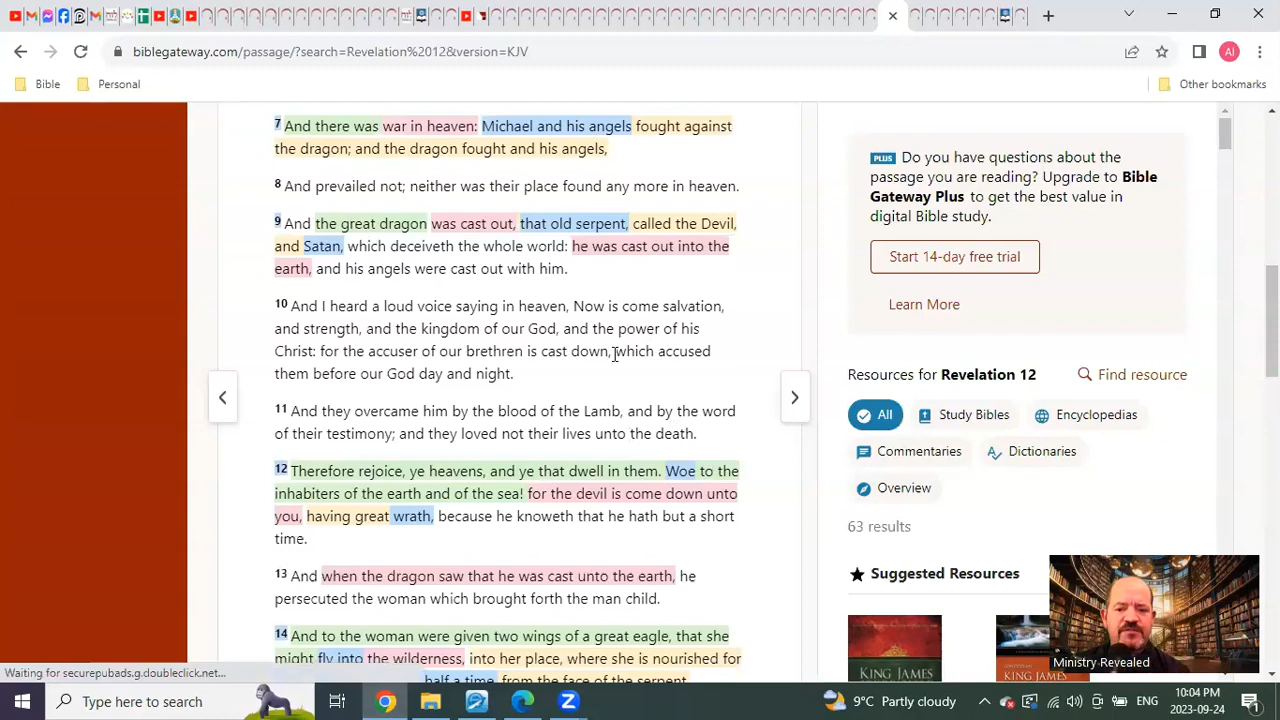 biblegateway.com/passage/?search=Revelation%2012&version=KJV
AI
Bible
Personal
Other bookmarks
7 And there was war in heaven: Michael and his angels fought against
the dragon; and the dragon fought and his angels,
8 And prevailed not; neither was their place found any more in heaven.
9 And the great dragon was cast out, that old serpent, called the Devil,
and Satan, which deceiveth the whole world: he was cast out into the
earth, and his angels were cast out with him.
10 And I heard a loud voice saying in heaven, Now is come salvation,
and strength, and the kingdom of our God, and the power of his
Christ: for the accuser of our brethren is cast down, which accused
them before our God day and night.
11 And they overcame him by the blood of the Lamb, and by the word
of their testimony; and they loved not their lives unto the death.
12 Therefore rejoice, ye heavens, and ye that dwell in them. Woe to the
inhabiters of the earth and of the sea! for the devil is come down unto
you, having great wrath, because he knoweth that he hath but a short
time.
13 And when the dragon saw that he was cast unto the earth, he
persecuted the woman which brought forth the man child.
14 And to the woman were given two wings of a great eagle, that she
might fly into the wilderness, into her place, where she is nourished for
half a time, from the face of the serpent
PLUS Do you have questions about the
passage you are reading? Upgrade to Bible
Gateway Plus to get the best value in
digital Bible study.
Start 14-day free trial
Learn More
Resources for Revelation 12
Find resource
All
Study Bibles
Encyclopedias
Commentaries
Dictionaries
Overview
63 results
Suggested Resources
KING JAMES
KING JAMES
Ministry Revealed
Waiting for securepubads.g.doubleclick.net...
Type here to search
9°C Partly cloudy
ENG
10:04 PM
2023-09-24
1